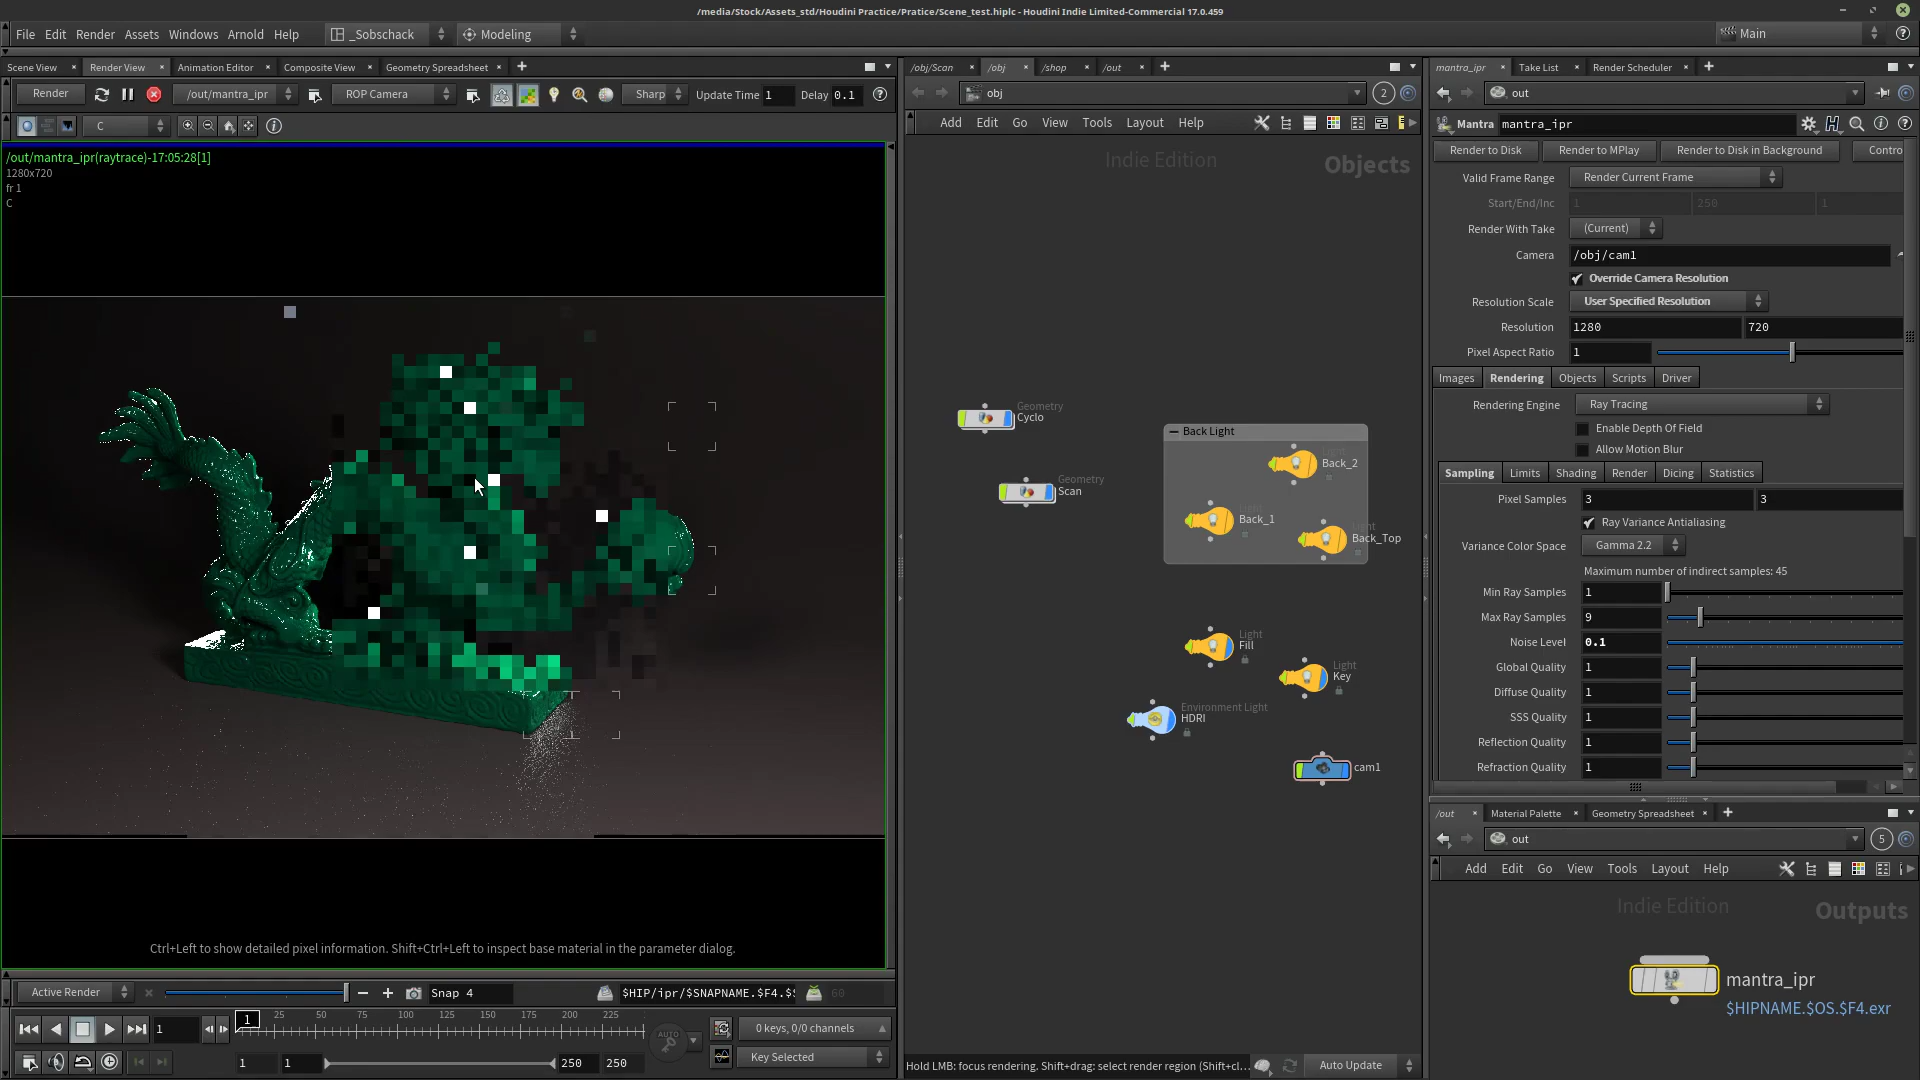 /media/Stock/Assets_std/Houdini Practice/Pratice/Scene_test.hiplc - Houdini Indie Limited-Commercial 17.0.459
File Edit Render Assets Windows Arnold Help _Sobschack Modeling Main
Scene View Render View Animation Editor Composite View Geometry Spreadsheet
Render /out/mantra_ipr ROP Camera Sharp Update Time 1 Delay 0.1
C
/out/mantra_ipr(raytrace)-17:05:28[1]
1280x720
fr 1
C
Ctrl+Left to show detailed pixel information. Shift+Ctrl+Left to inspect base material in the parameter dialog.
Active Render Snap 4 $HIP/ipr/$SNAPNAME.$F4.$ 60
1 1 25 50 75 100 125 150 175 200 225 AUTO 0 keys, 0/0 channels
1 1 250 250 Key Selected
/obj/Scan /obj /shop /out
obj 2
Add Edit Go View Tools Layout Help
Indie Edition Objects
Geometry
Cyclo
Geometry
Scan
Back Light
Light
Back_2
Light
Back_1
Light
Back_Top
Light
Fill
Light
Key
Environment Light
HDRI
cam1
Hold LMB: focus rendering. Shift+drag: select render region (Shift+cl... Auto Update
mantra_ipr Take List Render Scheduler
out
Mantra mantra_ipr
Render to Disk Render to MPlay Render to Disk in Background Contro
Valid Frame Range Render Current Frame
Start/End/Inc 1 250 1
Render With Take (Current)
Camera /obj/cam1
Override Camera Resolution
Resolution Scale User Specified Resolution
Resolution 1280 720
Pixel Aspect Ratio 1
Images Rendering Objects Scripts Driver
Rendering Engine Ray Tracing
Enable Depth Of Field
Allow Motion Blur
Sampling Limits Shading Render Dicing Statistics
Pixel Samples 3 3
Ray Variance Antialiasing
Variance Color Space Gamma 2.2
Maximum number of indirect samples: 45
Min Ray Samples 1
Max Ray Samples 9
Noise Level 0.1
Global Quality 1
Diffuse Quality 1
SSS Quality 1
Reflection Quality 1
Refraction Quality 1
/out Material Palette Geometry Spreadsheet
out 5
Add Edit Go View Tools Layout Help
Indie Edition Outputs
mantra_ipr
$HIPNAME.$OS.$F4.exr